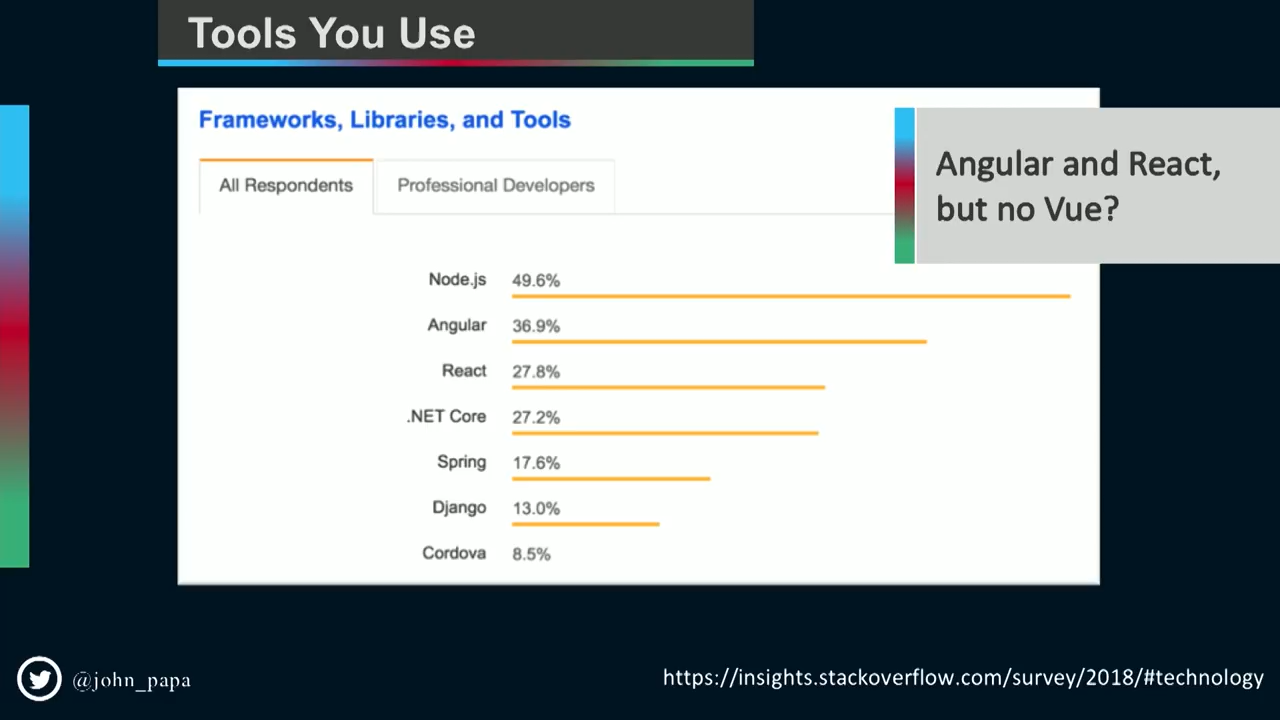 Tools You Use
Frameworks, Libraries, and Tools
All Respondents
Professional Developers
Angular and React,
but no Vue?
Node.js 49.6%
Angular 36.9%
React 27.8%
.NET Core 27.2%
Spring 17.6%
Django 13.0%
Cordova 8.5%
@john_papa
https://insights.stackoverflow.com/survey/2018/#technology